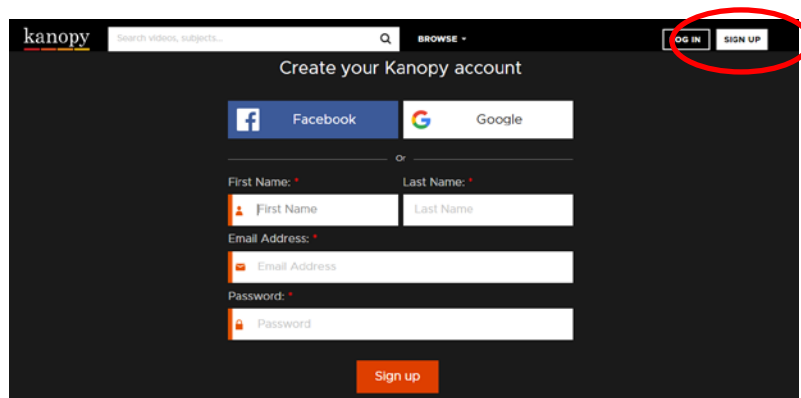 kanopy Search videos, subjects... BROWSE LOG IN SIGN UP
Create your Kanopy account
Facebook Google
Or
First Name: * Last Name: *
First Name Last Name
Email Address: *
Email Address
Password: *
Password
Sign up